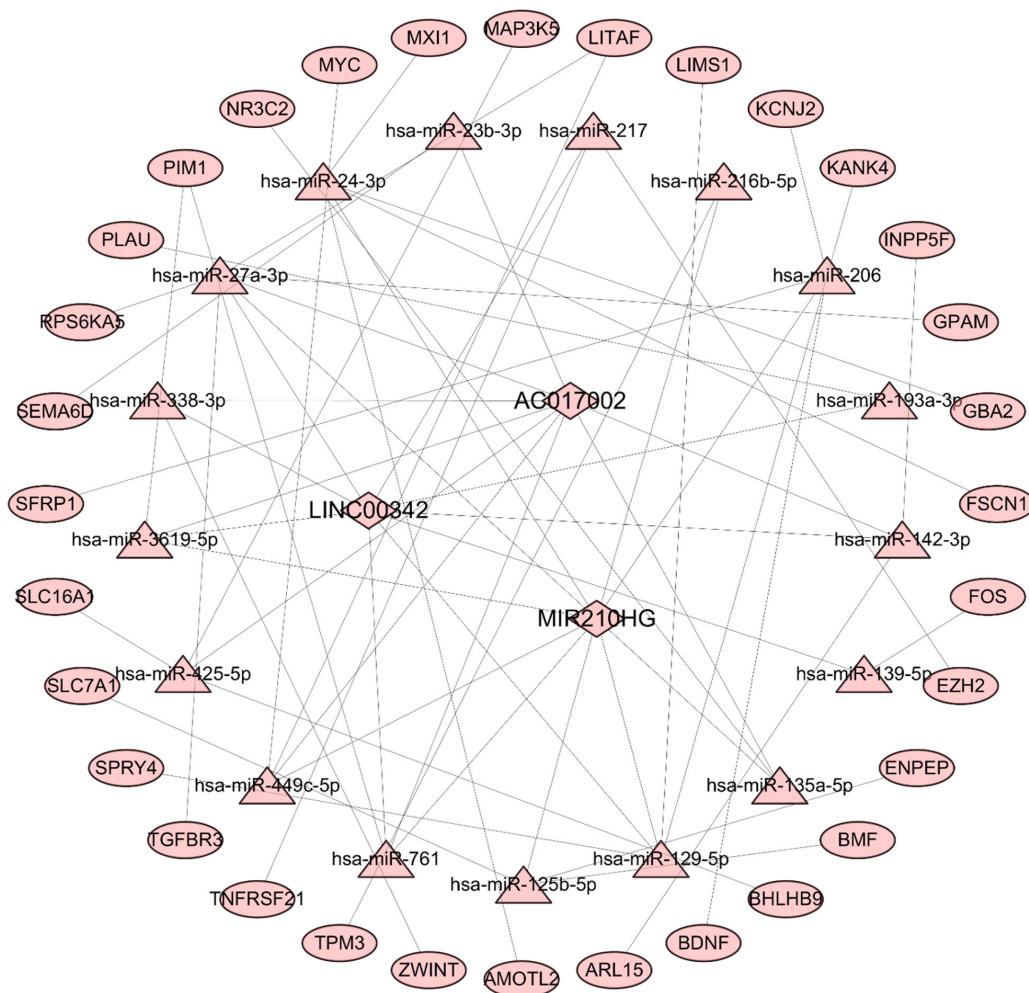 MAP3K5
MXI1
LITAF
MYC
LIMS1
NR3C2
KCNJ2
hsa-miR-23b-3p
hsa-miR-217
PIM1
KANK4
hsa-miR-24-3p
hsa-miR-216b-5p
PLAU
INPP5F
hsa-miR-27a-3p
hsa-miR-206
RPS6KA5
GPAM
SEMA6D
hsa-miR-338-3p
AC017002
hsa-miR-193a-3p
GBA2
SFRP1
LINC00342
FSCN1
hsa-miR-3619-5p
hsa-miR-142-3p
SLC16A1
FOS
MIR210HG
hsa-miR-425-5p
hsa-miR-139-5p
SLC7A1
EZH2
SPRY4
ENPEP
hsa-miR-449c-5p
hsa-miR-135a-5p
TGFBR3
BMF
hsa-miR-761
hsa-miR-129-5p
hsa-miR-125b-5p
TNFRSF21
BHLHB9
TPM3
BDNF
ZWINT
ARL15
AMOTL2